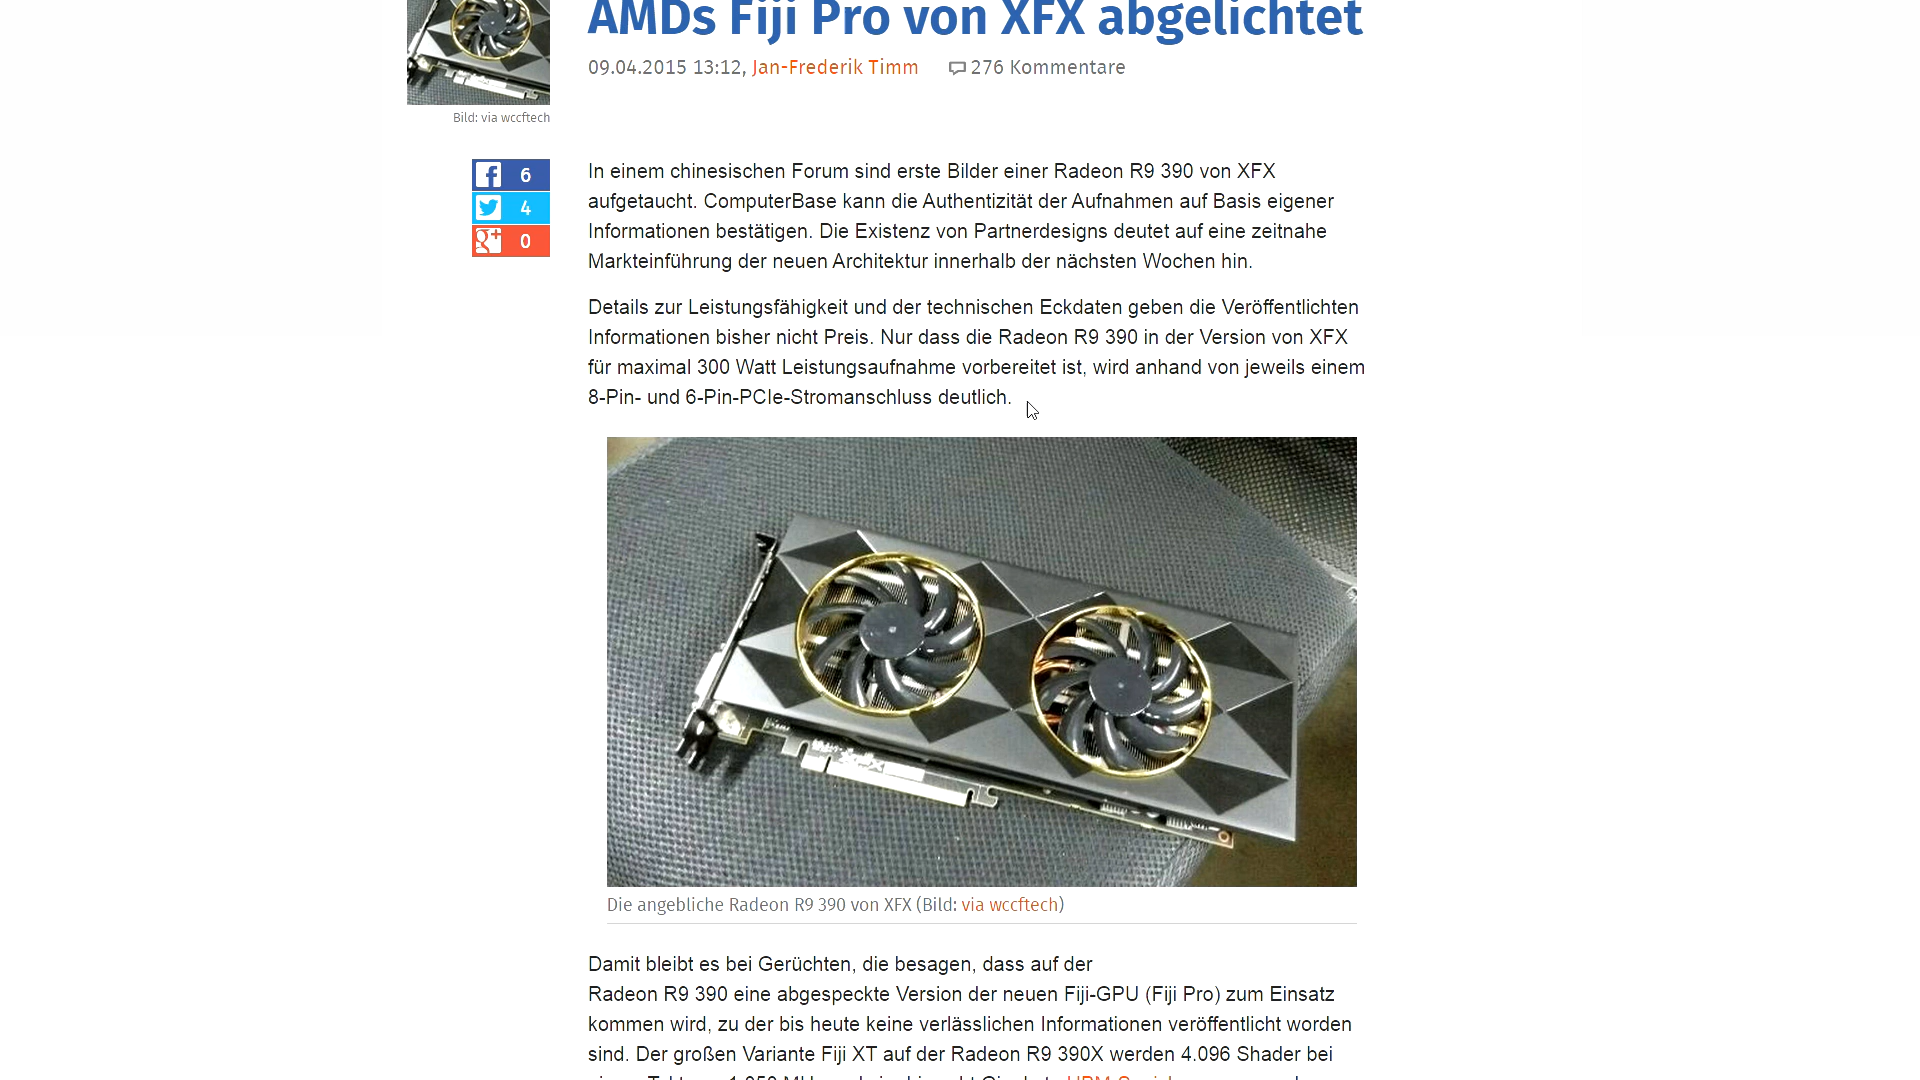 AMDs Fiji Pro von XFX abgelichtet
09.04.2015 13:12, Jan-Frederik Timm 276 Kommentare
Bild: via wccftech
6
4
0
In einem chinesischen Forum sind erste Bilder einer Radeon R9 390 von XFX
aufgetaucht. ComputerBase kann die Authentizität der Aufnahmen auf Basis eigener
Informationen bestätigen. Die Existenz von Partnerdesigns deutet auf eine zeitnahe
Markteinführung der neuen Architektur innerhalb der nächsten Wochen hin.
Details zur Leistungsfähigkeit und der technischen Eckdaten geben die Veröffentlichten
Informationen bisher nicht Preis. Nur dass die Radeon R9 390 in der Version von XFX
für maximal 300 Watt Leistungsaufnahme vorbereitet ist, wird anhand von jeweils einem
8-Pin- und 6-Pin-PCIe-Stromanschluss deutlich.
XFX
Die angebliche Radeon R9 390 von XFX (Bild: via wccftech)
Damit bleibt es bei Gerüchten, die besagen, dass auf der
Radeon R9 390 eine abgespeckte Version der neuen Fiji-GPU (Fiji Pro) zum Einsatz
kommen wird, zu der bis heute keine verlässlichen Informationen veröffentlicht worden
sind. Der großen Variante Fiji XT auf der Radeon R9 390X werden 4.096 Shader bei